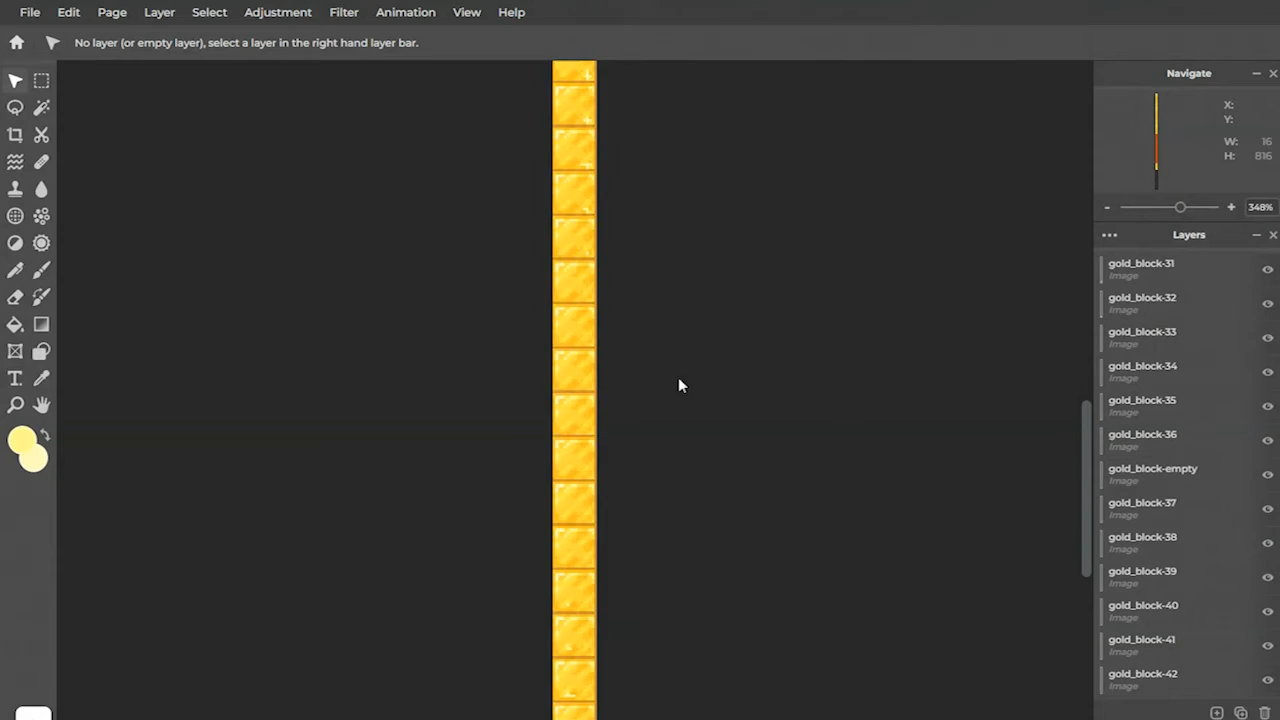 File Edit Page Layer Select Adjustment Filter Animation View Help
No layer (or empty layer), select a layer in the right hand layer bar.
Navigate
X:
Y:
W: 16
H: 816
348%
Layers
gold_block-31
Image
gold_block-32
Image
gold_block-33
Image
gold_block-34
Image
gold_block-35
Image
gold_block-36
Image
gold_block-empty
Image
gold_block-37
Image
gold_block-38
Image
gold_block-39
Image
gold_block-40
Image
gold_block-41
Image
gold_block-42
Image